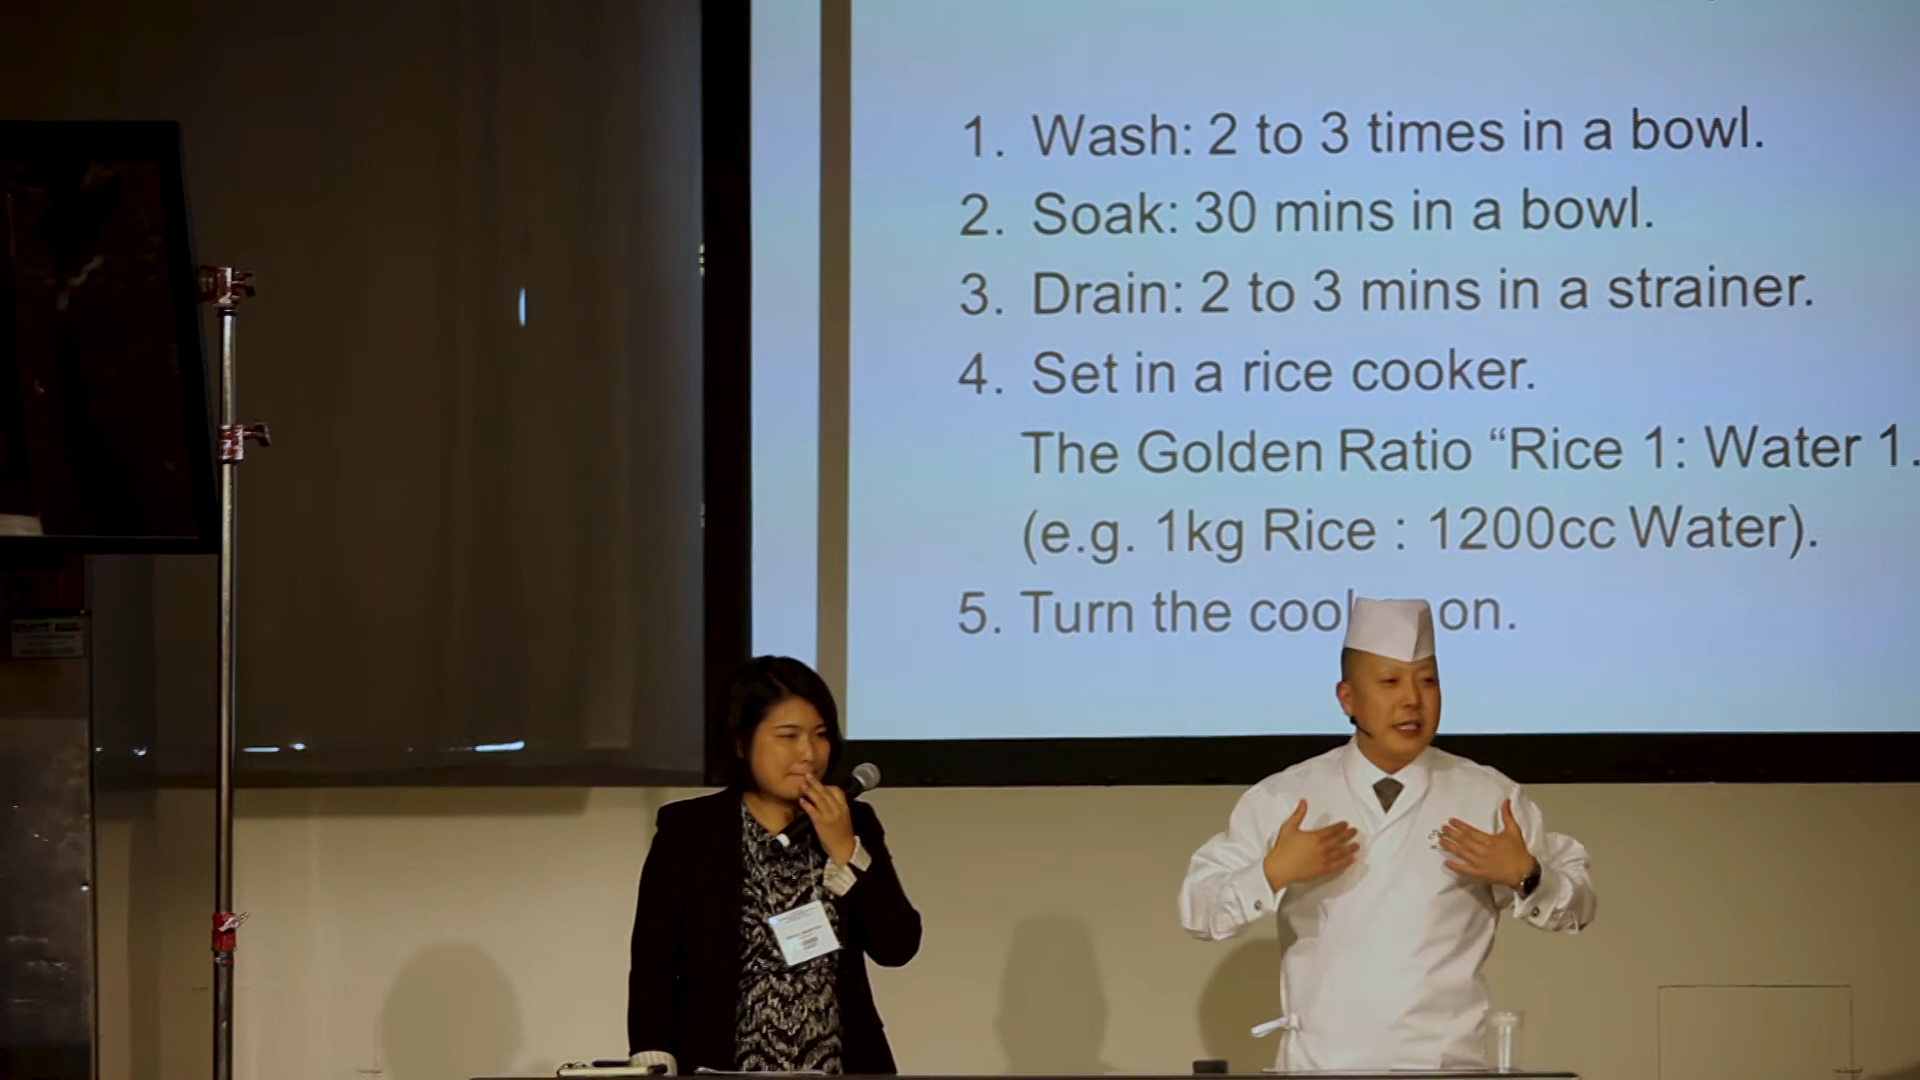 1. Wash: 2 to 3 times in a bowl.
2. Soak: 30 mins in a bowl.
3. Drain: 2 to 3 mins in a strainer.
4. Set in a rice cooker.
The Golden Ratio “Rice 1: Water 1.
(e.g. 1kg Rice : 1200cc Water).
5. Turn the coo on.